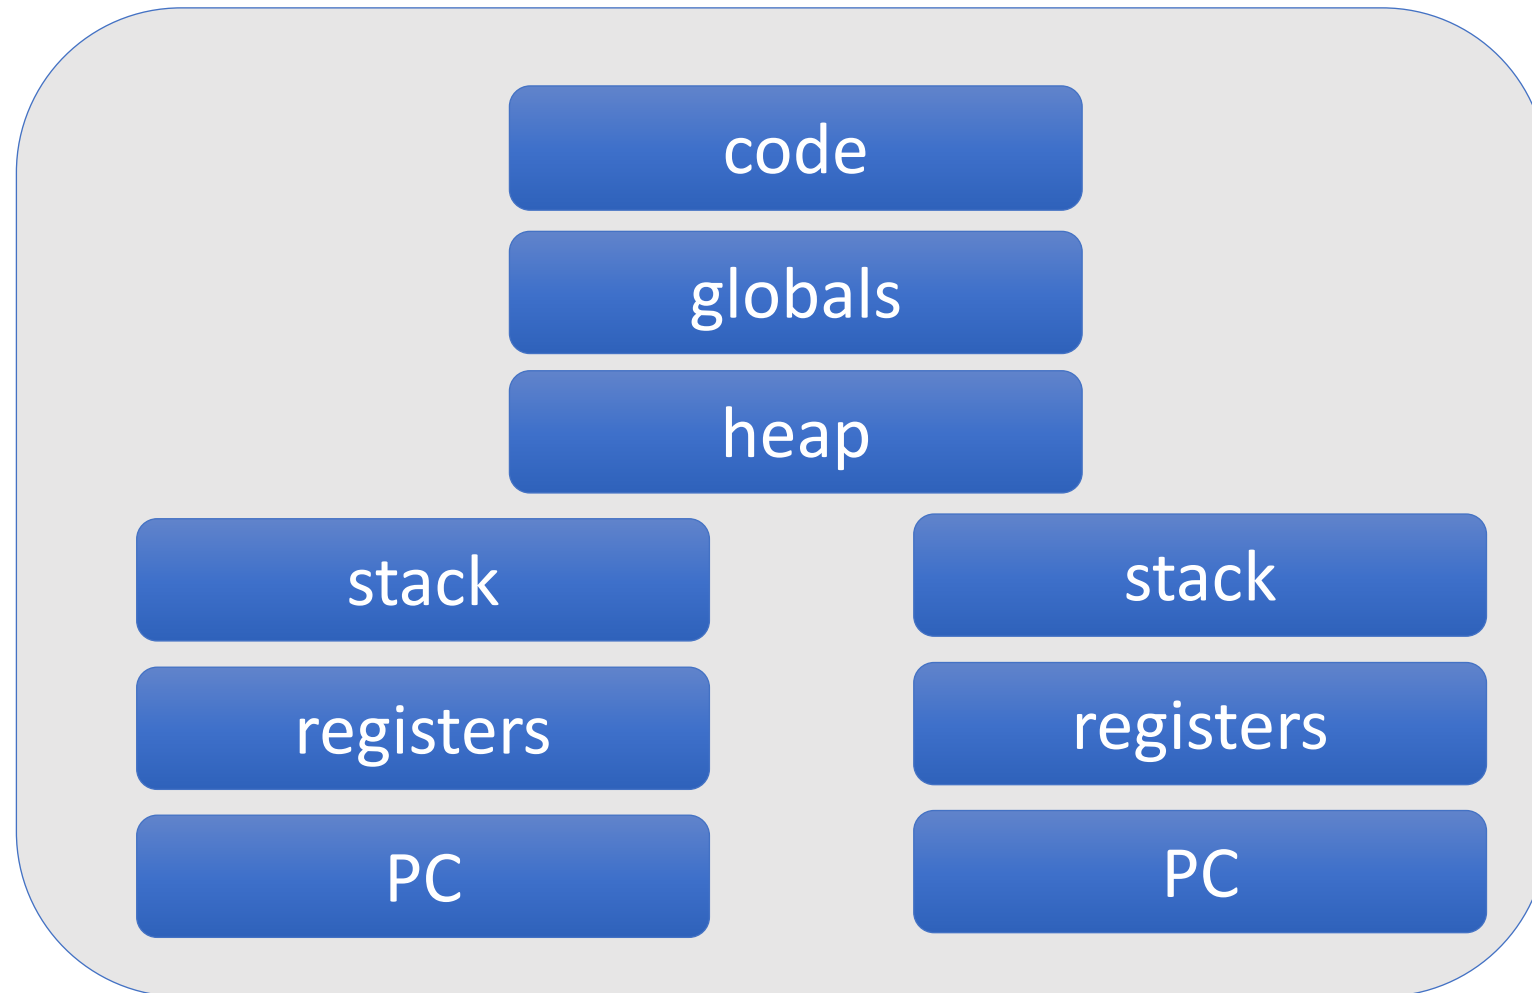 code
globals
heap
stack
stack
registers
registers
PC
PC